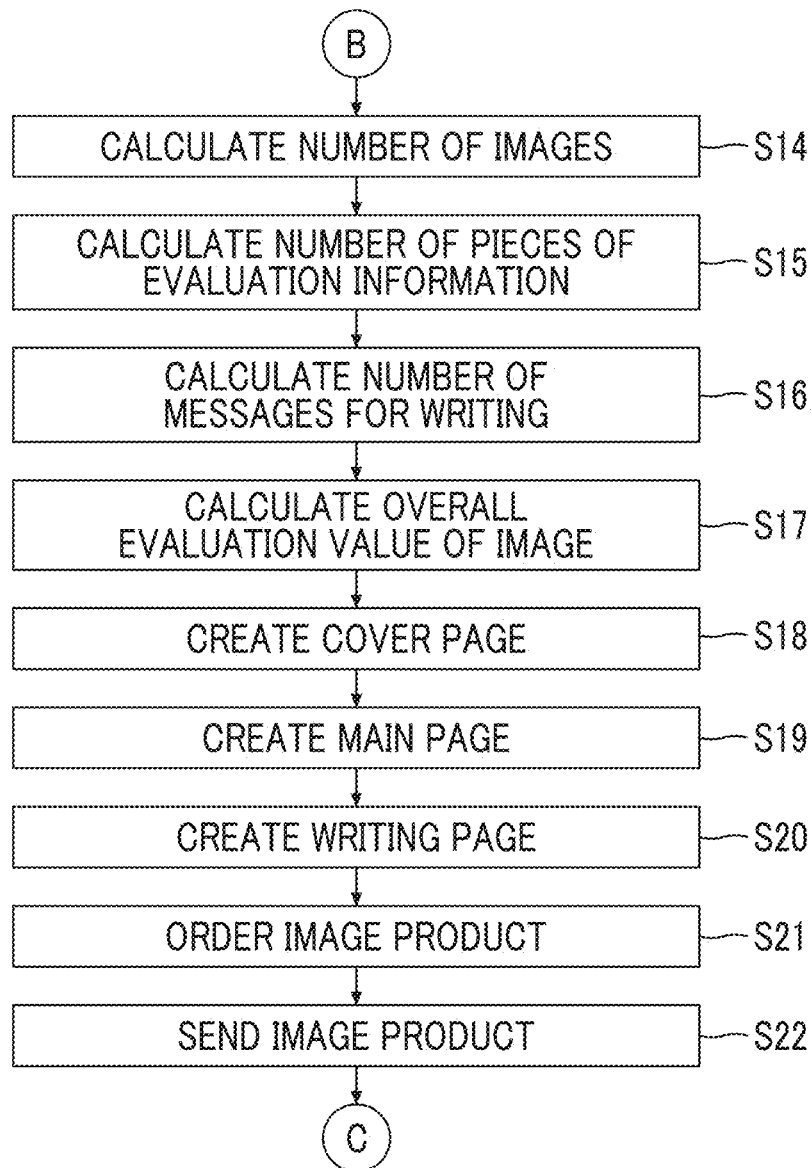 B
CALCULATE NUMBER OF IMAGES
S14
CALCULATE NUMBER OF PIECES OF
EVALUATION INFORMATION
S15
CALCULATE NUMBER OF
MESSAGES FOR WRITING
S16
CALCULATE OVERALL
EVALUATION VALUE OF IMAGE
S17
CREATE COVER PAGE
S18
CREATE MAIN PAGE
S19
CREATE WRITING PAGE
S20
ORDER IMAGE PRODUCT
S21
SEND IMAGE PRODUCT
S22
C